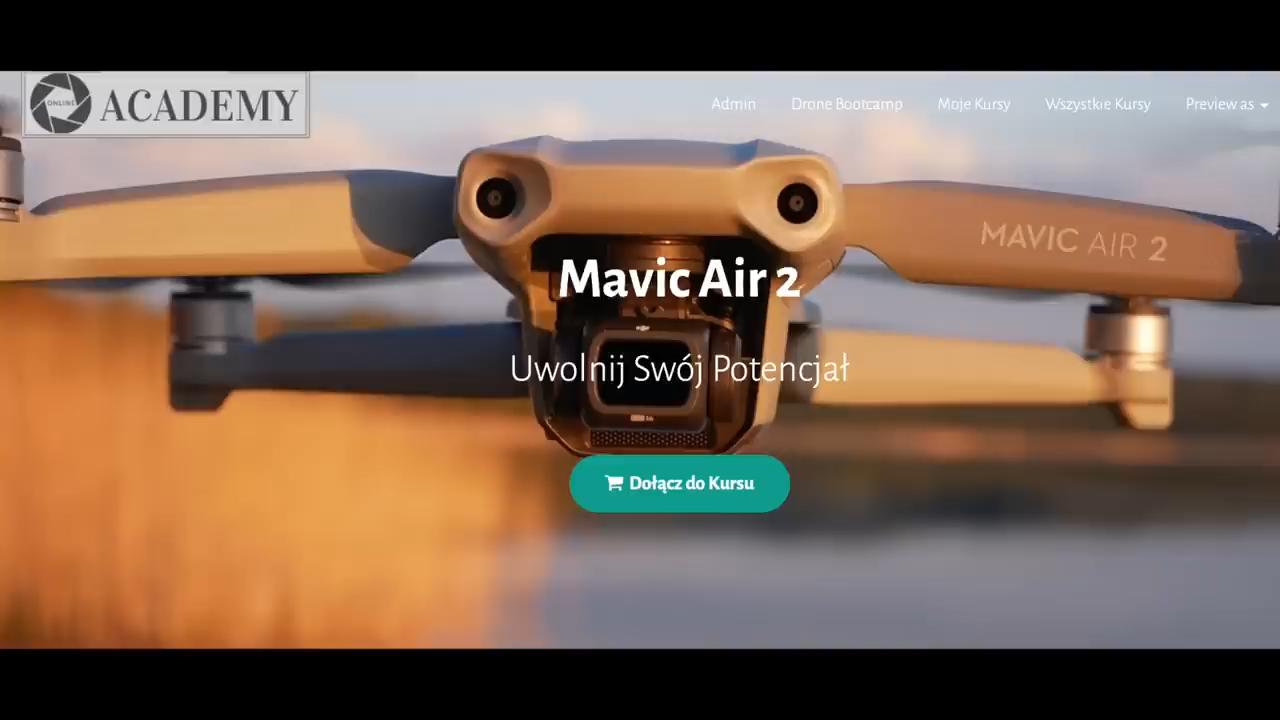 ONLINE
ACADEMY
Admin
Drone Bootcamp
Moje Kursy
Wszystkie Kursy
Preview as
MAVIC AIR 2
Mavic Air 2
dji
Uwolnij Swój Potencjał
Dołącz do Kursu